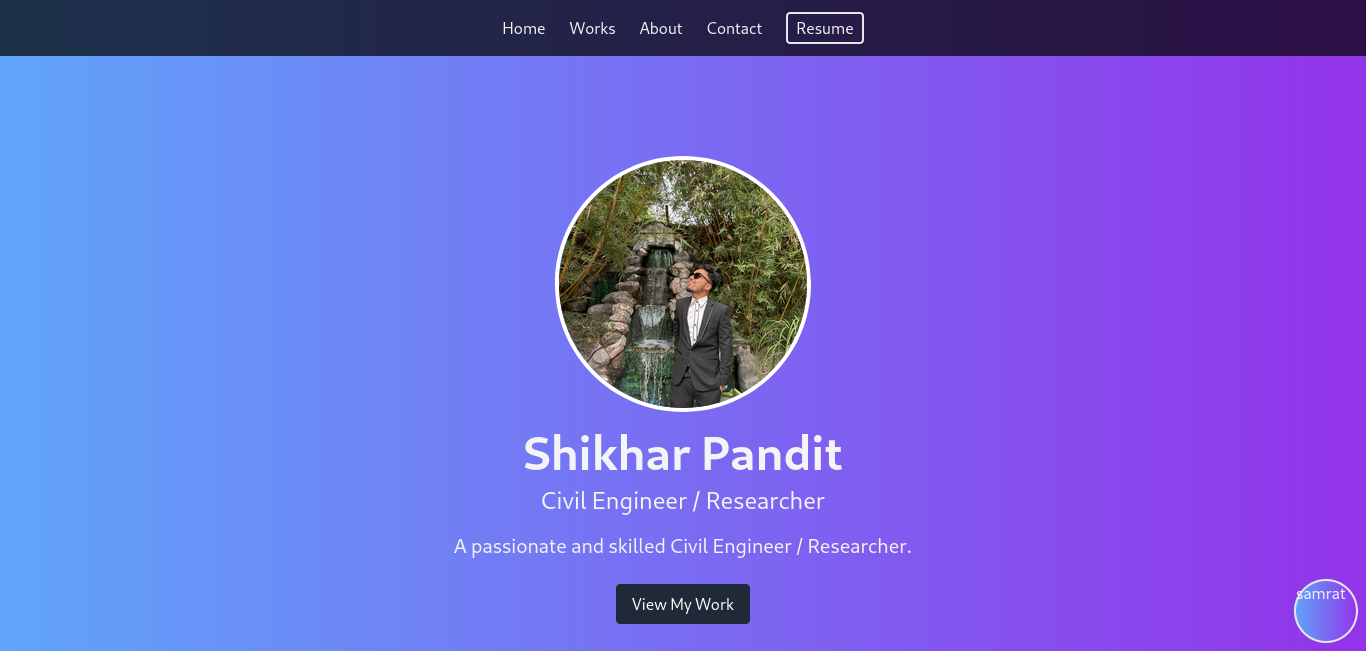 Home Works About Contact Resume
Shikhar Pandit
Civil Engineer / Researcher
A passionate and skilled Civil Engineer / Researcher.
View My Work
samrat